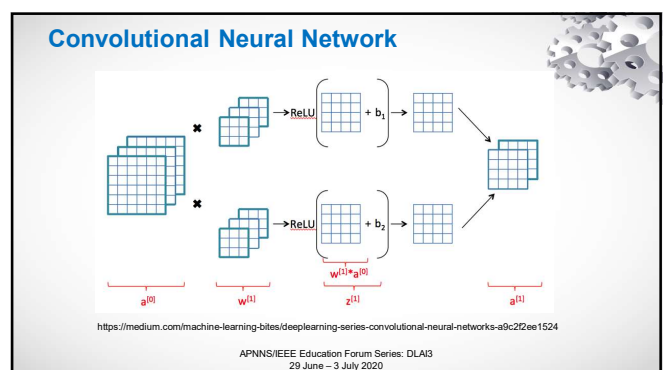 Convolutional Neural Network
✖ ReLU + b₁
✖ ReLU + b₂
w[1]*a[0]
a[0] w[1] z[1] a[1]
https://medium.com/machine-learning-bites/deeplearning-series-convolutional-neural-networks-a9c2f2ee1524
APNNS/IEEE Education Forum Series: DLAI3
29 June – 3 July 2020